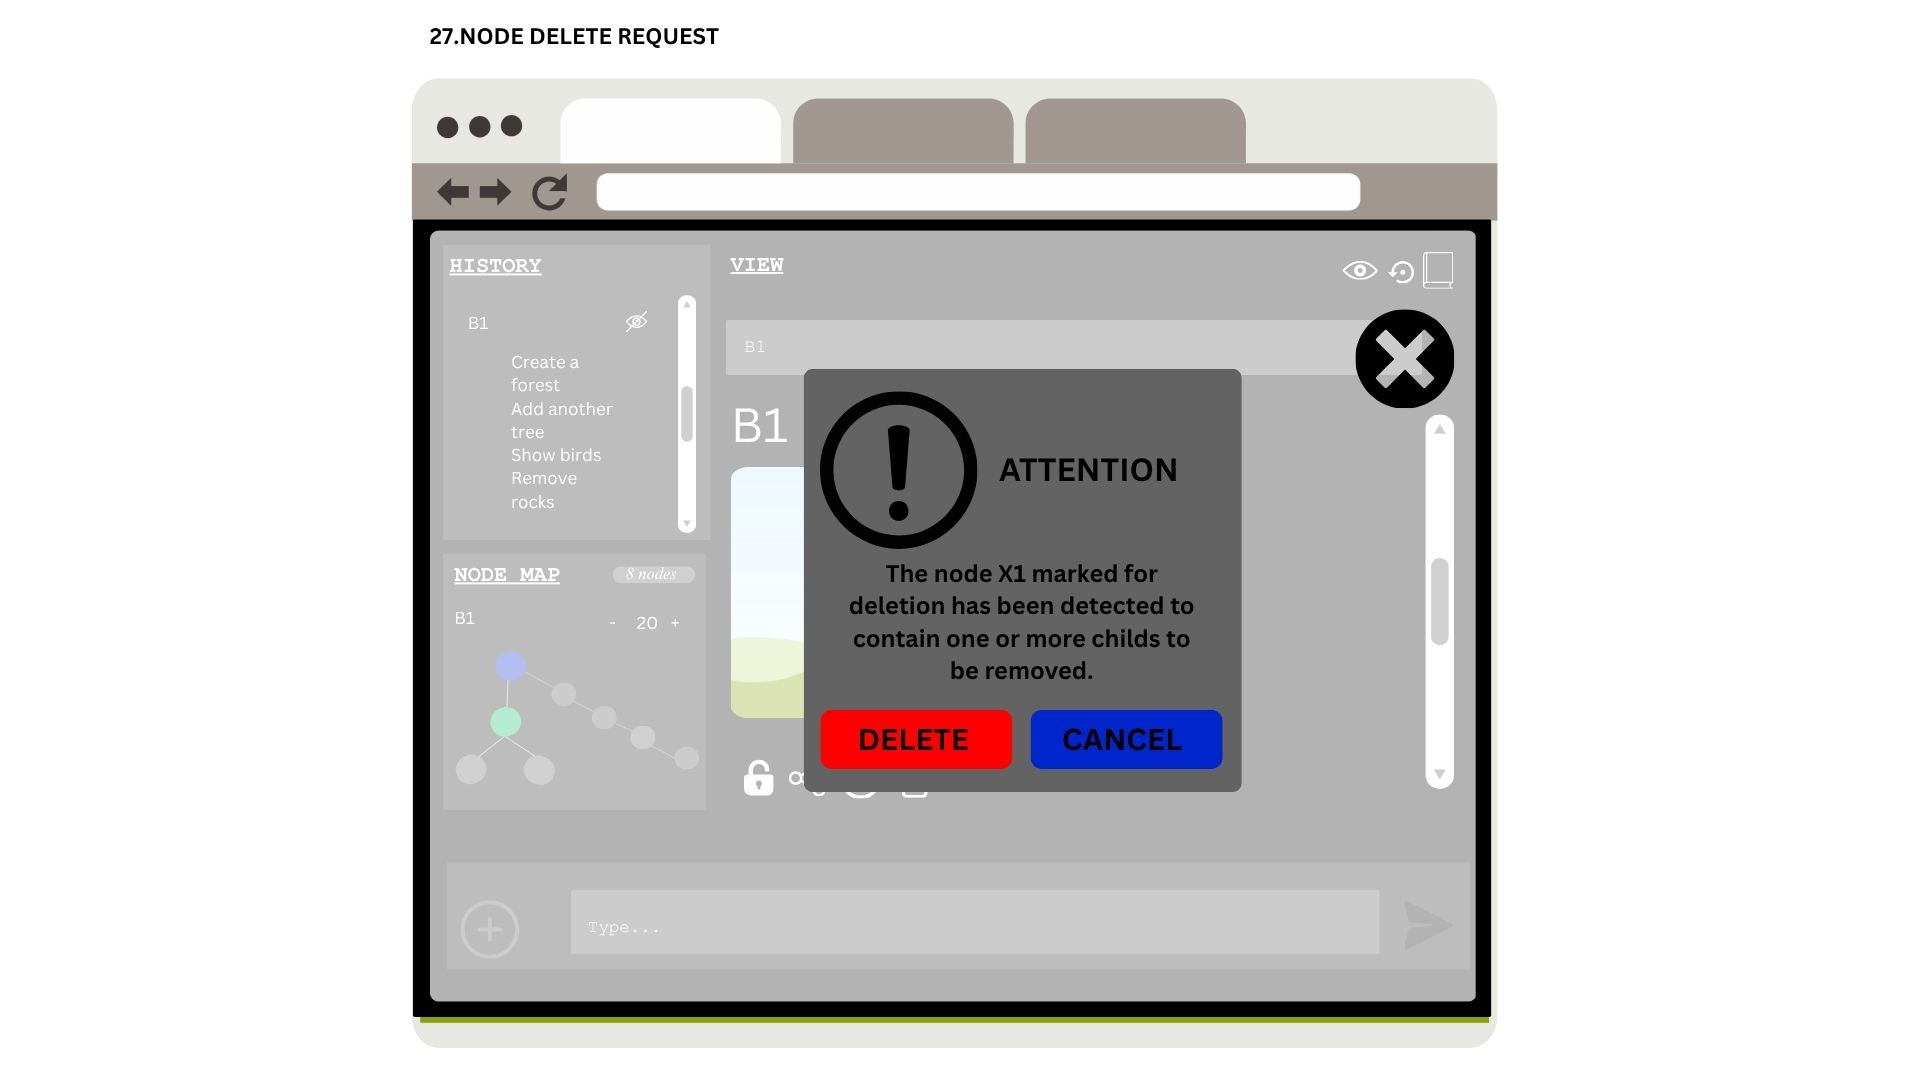 27.NODE DELETE REQUEST
HISTORY
B1
Create a
forest
Add another
tree
Show birds
Remove
rocks
NODE MAP
8 nodes
B1
- 20 +
VIEW
B1
B1
ATTENTION
The node X1 marked for
deletion has been detected to
contain one or more childs to
be removed.
DELETE
CANCEL
Type...